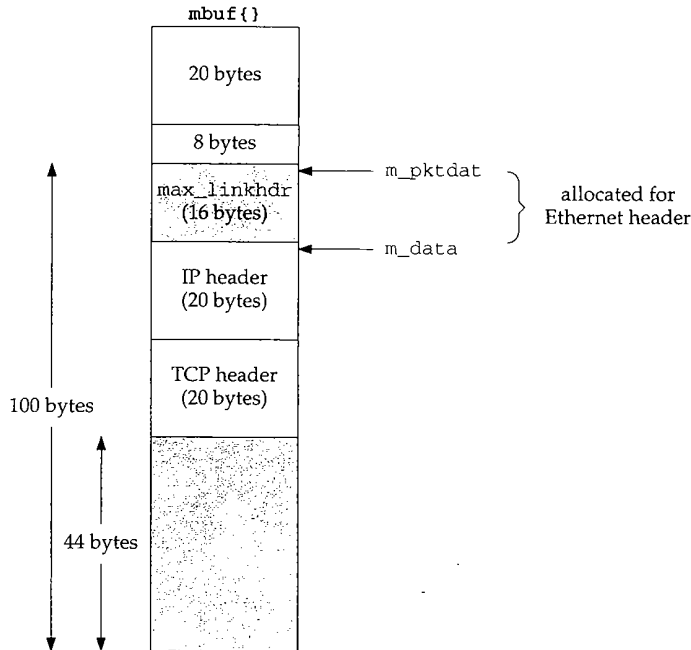 mbuf{}
20 bytes
8 bytes
m_pktdat
max_linkhdr
(16 bytes)
allocated for
Ethernet header
m_data
IP header
(20 bytes)
TCP header
(20 bytes)
100 bytes
44 bytes